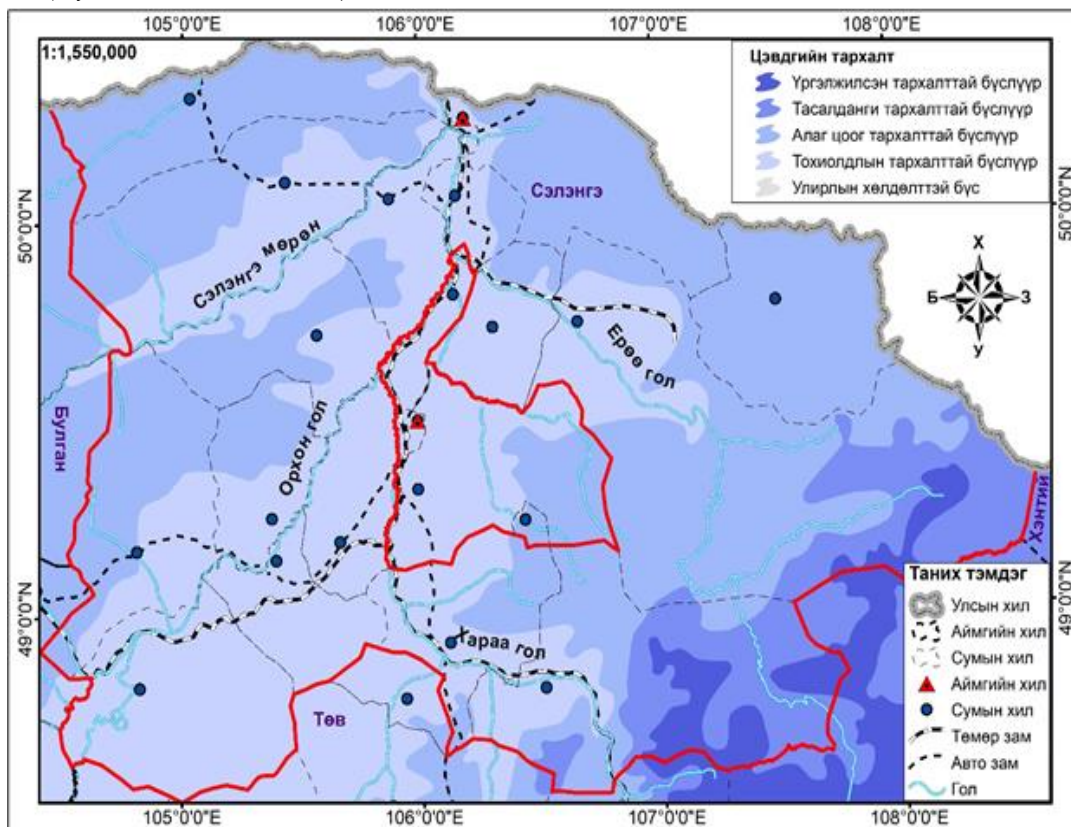 105°0'0"E 106°0'0"E 107°0'0"E 108°0'0"E
1:1,550,000
Цэвдгийн тархалт
Үргэлжилсэн тархалттай бүслүүр
Тасалданги тархалттай бүслүүр
Алаг цоог тархалттай бүслүүр
Тохиолдлын тархалттай бүслүүр
Улирлын хөлдөлттэй бүс
Сэлэнгэ
50°0'0"N
50°0'0"N
Сэлэнгэ мөрөн
Х
Б
З
У
Ерөө гол
Булган
Орхон гол
Хэнтий
49°0'0"N
49°0'0"N
Хараа гол
Төв
Таних тэмдэг
Улсын хил
Аймгийн хил
Сумын хил
Аймгийн хил
Сумын хил
Төмөр зам
Авто зам
Гол
105°0'0"E 106°0'0"E 107°0'0"E 108°0'0"E